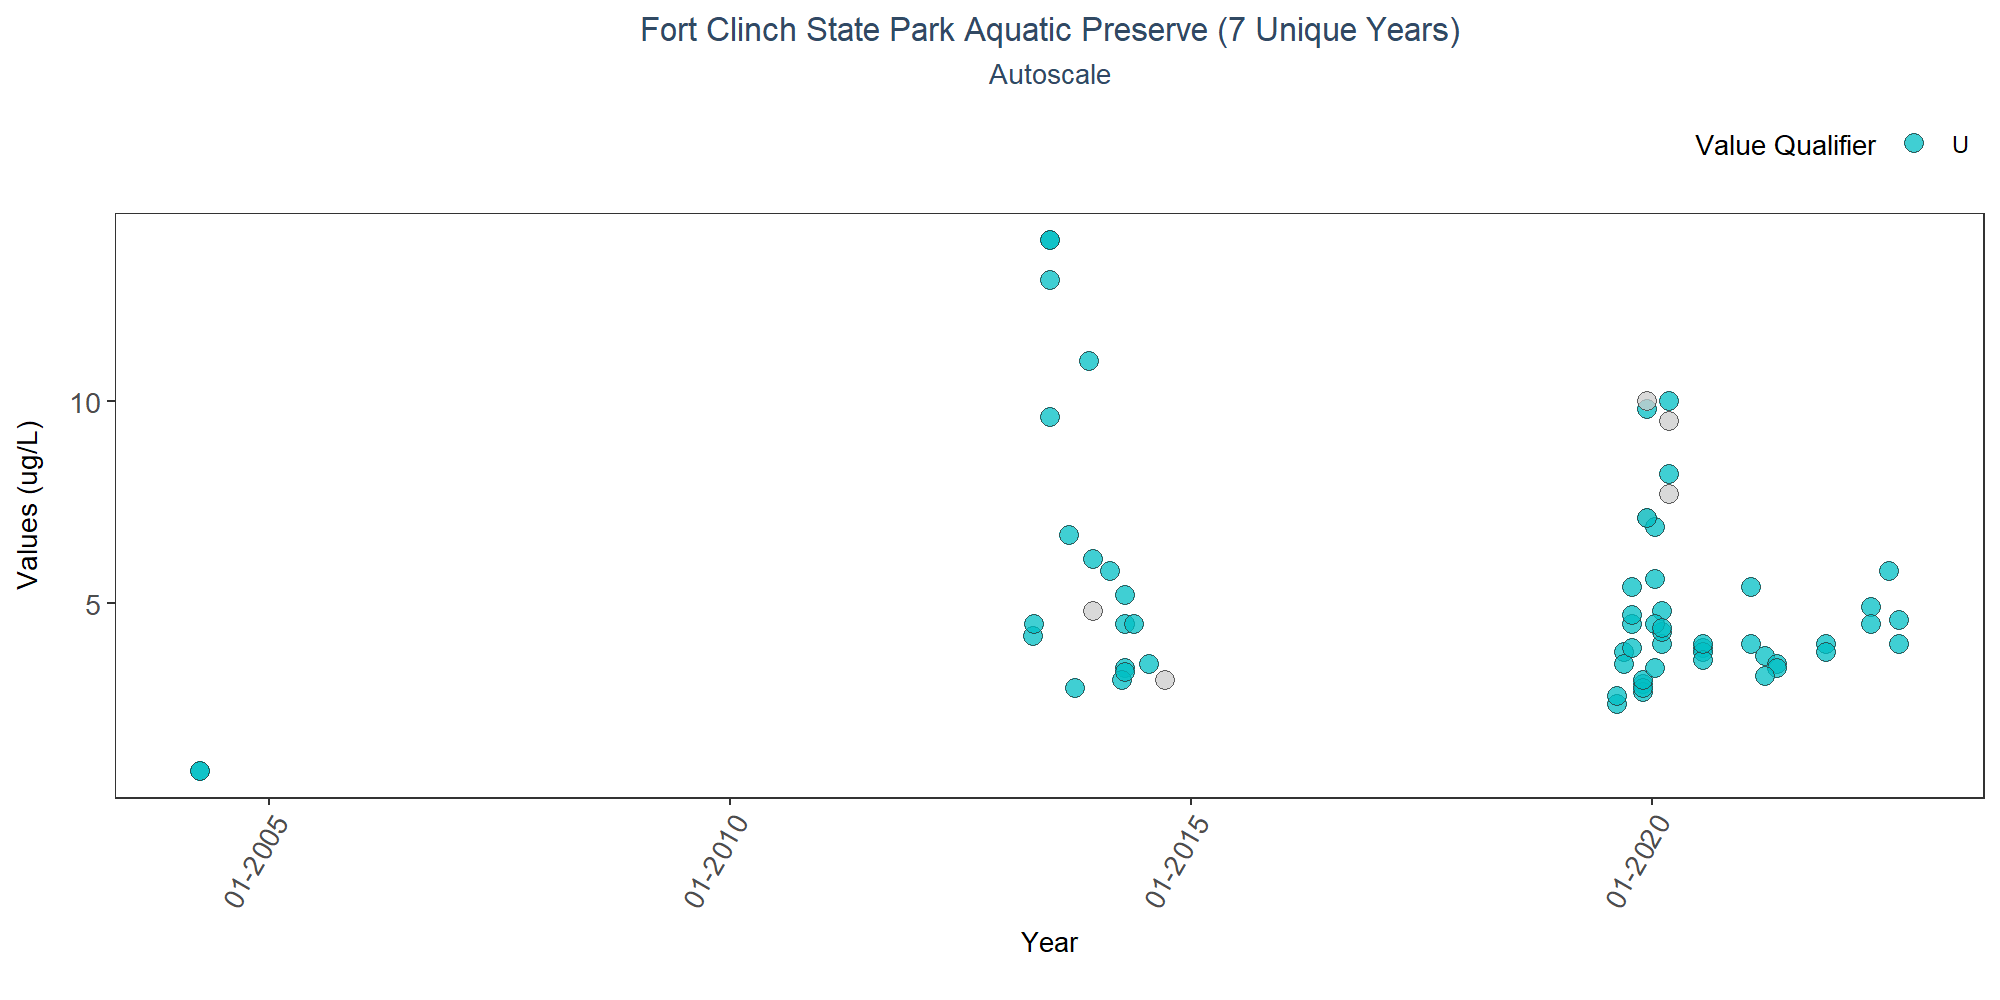 Fort Clinch State Park Aquatic Preserve (7 Unique Years)
Autoscale
Value Qualifier U
Values (ug/L)
10
5
01-2005
01-2010
01-2015
01-2020
Year